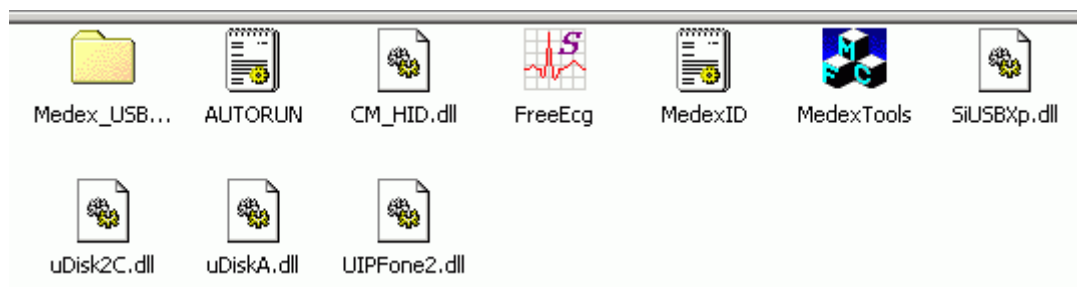 Medex_USB...
AUTORUN
CM_HID.dll
FreeEcg
MedexID
MedexTools
SiUSBXp.dll
uDisk2C.dll
uDiskA.dll
UIPFone2.dll